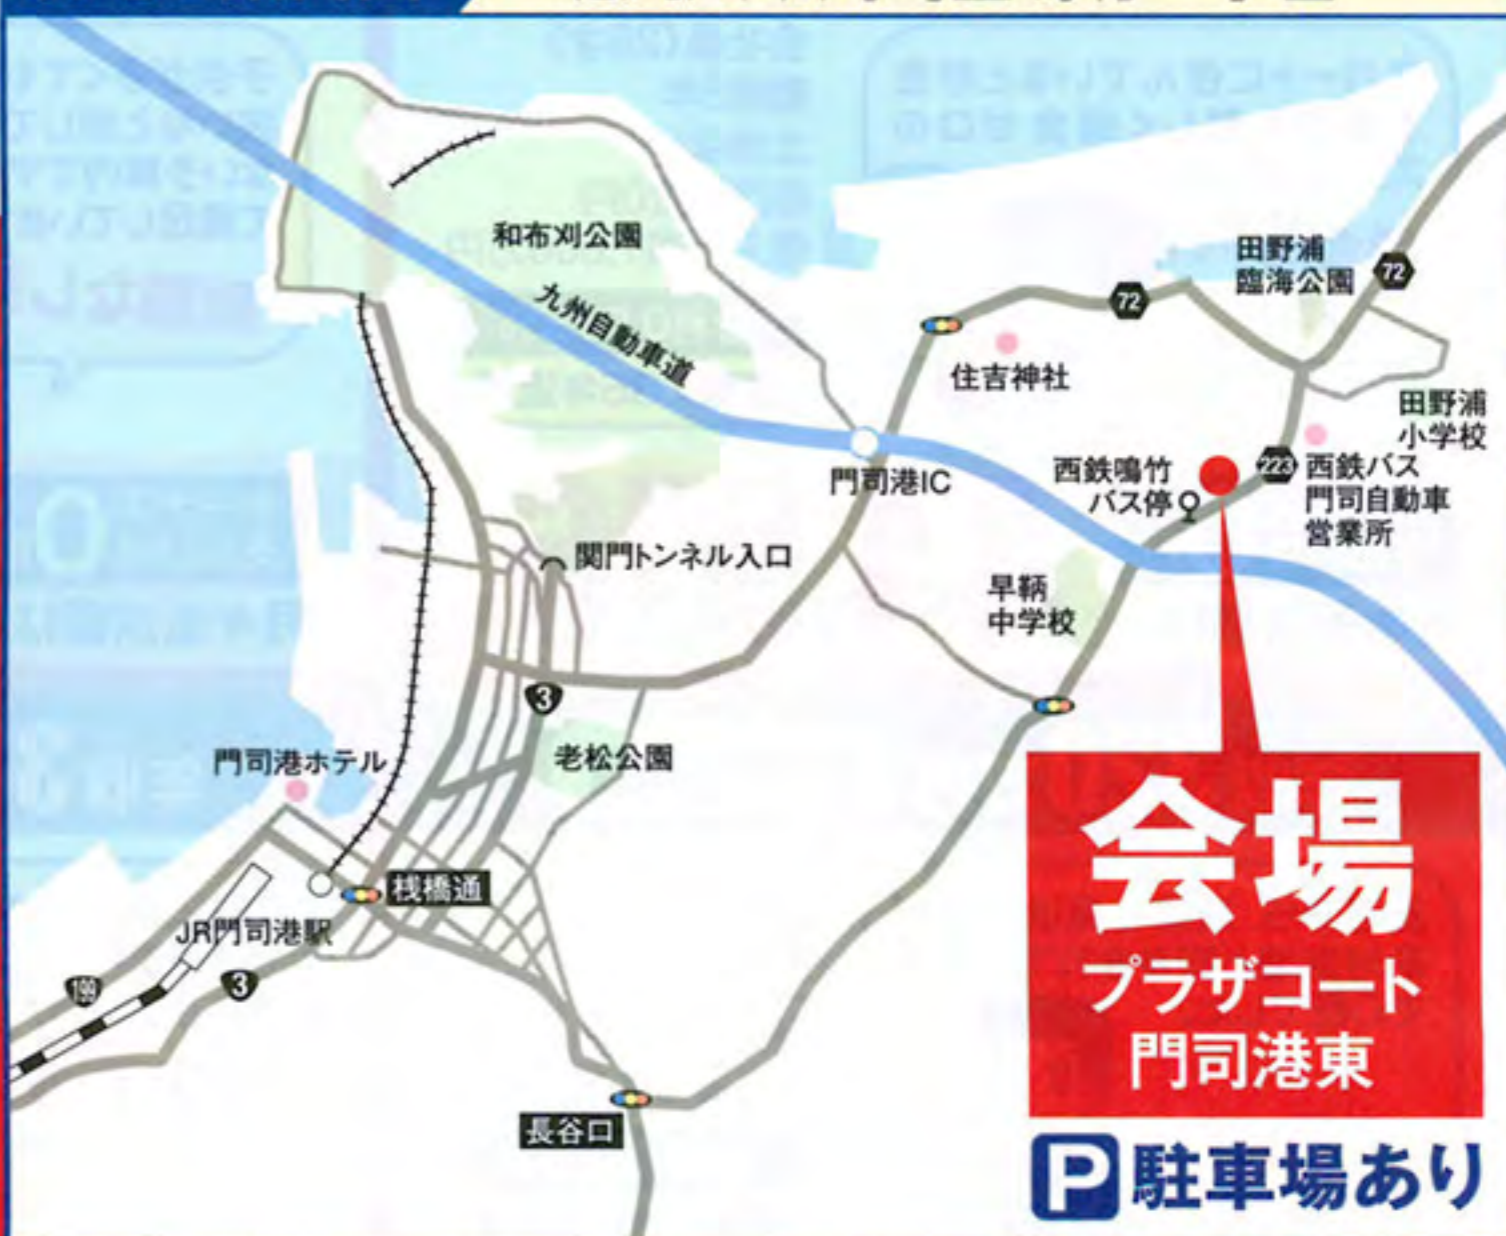 和布刈公園
九州自動車道
田野浦
臨海公園
72
72
住吉神社
田野浦
小学校
門司港IC
西鉄鳴竹
バス停
223
西鉄バス
門司自動車
営業所
関門トンネル入口
早鞆
中学校
3
老松公園
門司港ホテル
桟橋通
JR門司港駅
199
3
長谷口
会場
プラザコート
門司港東
P 駐車場あり